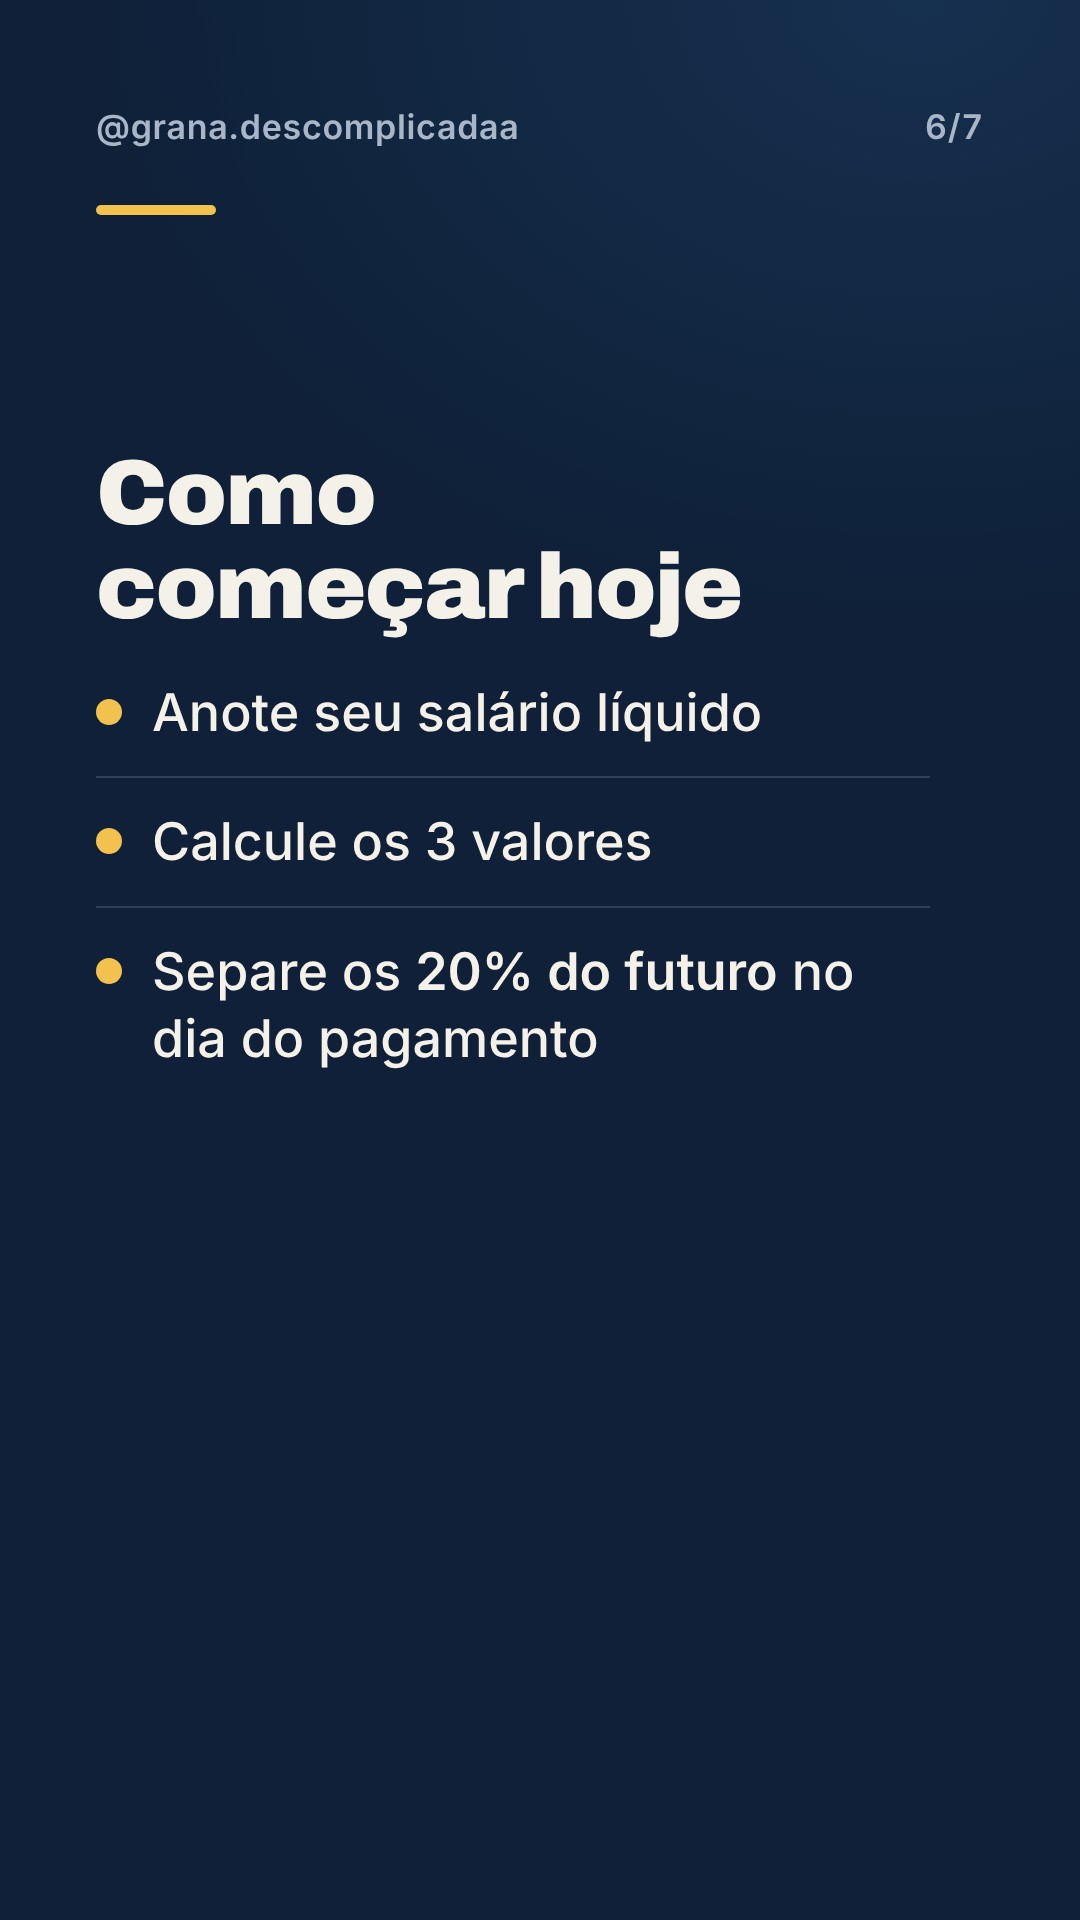 @grana.descomplicadaa
6/7
Como
começar hoje
Anote seu salário líquido
Calcule os 3 valores
Separe os 20% do futuro no
dia do pagamento